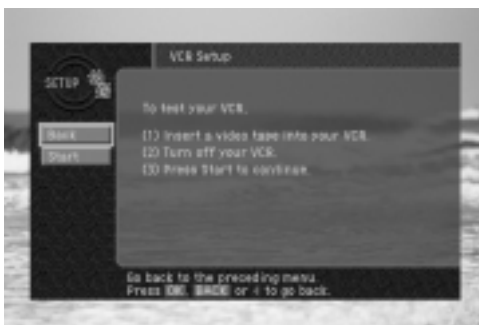 VCR Setup
SETUP
To test your VCR,
Back
(1) Insert a video tape into your VCR.
Start
(2) Turn off your VCR.
(3) Press Start to continue.
Go back to the preceding menu.
Press OK, BACK or ◄ to go back.